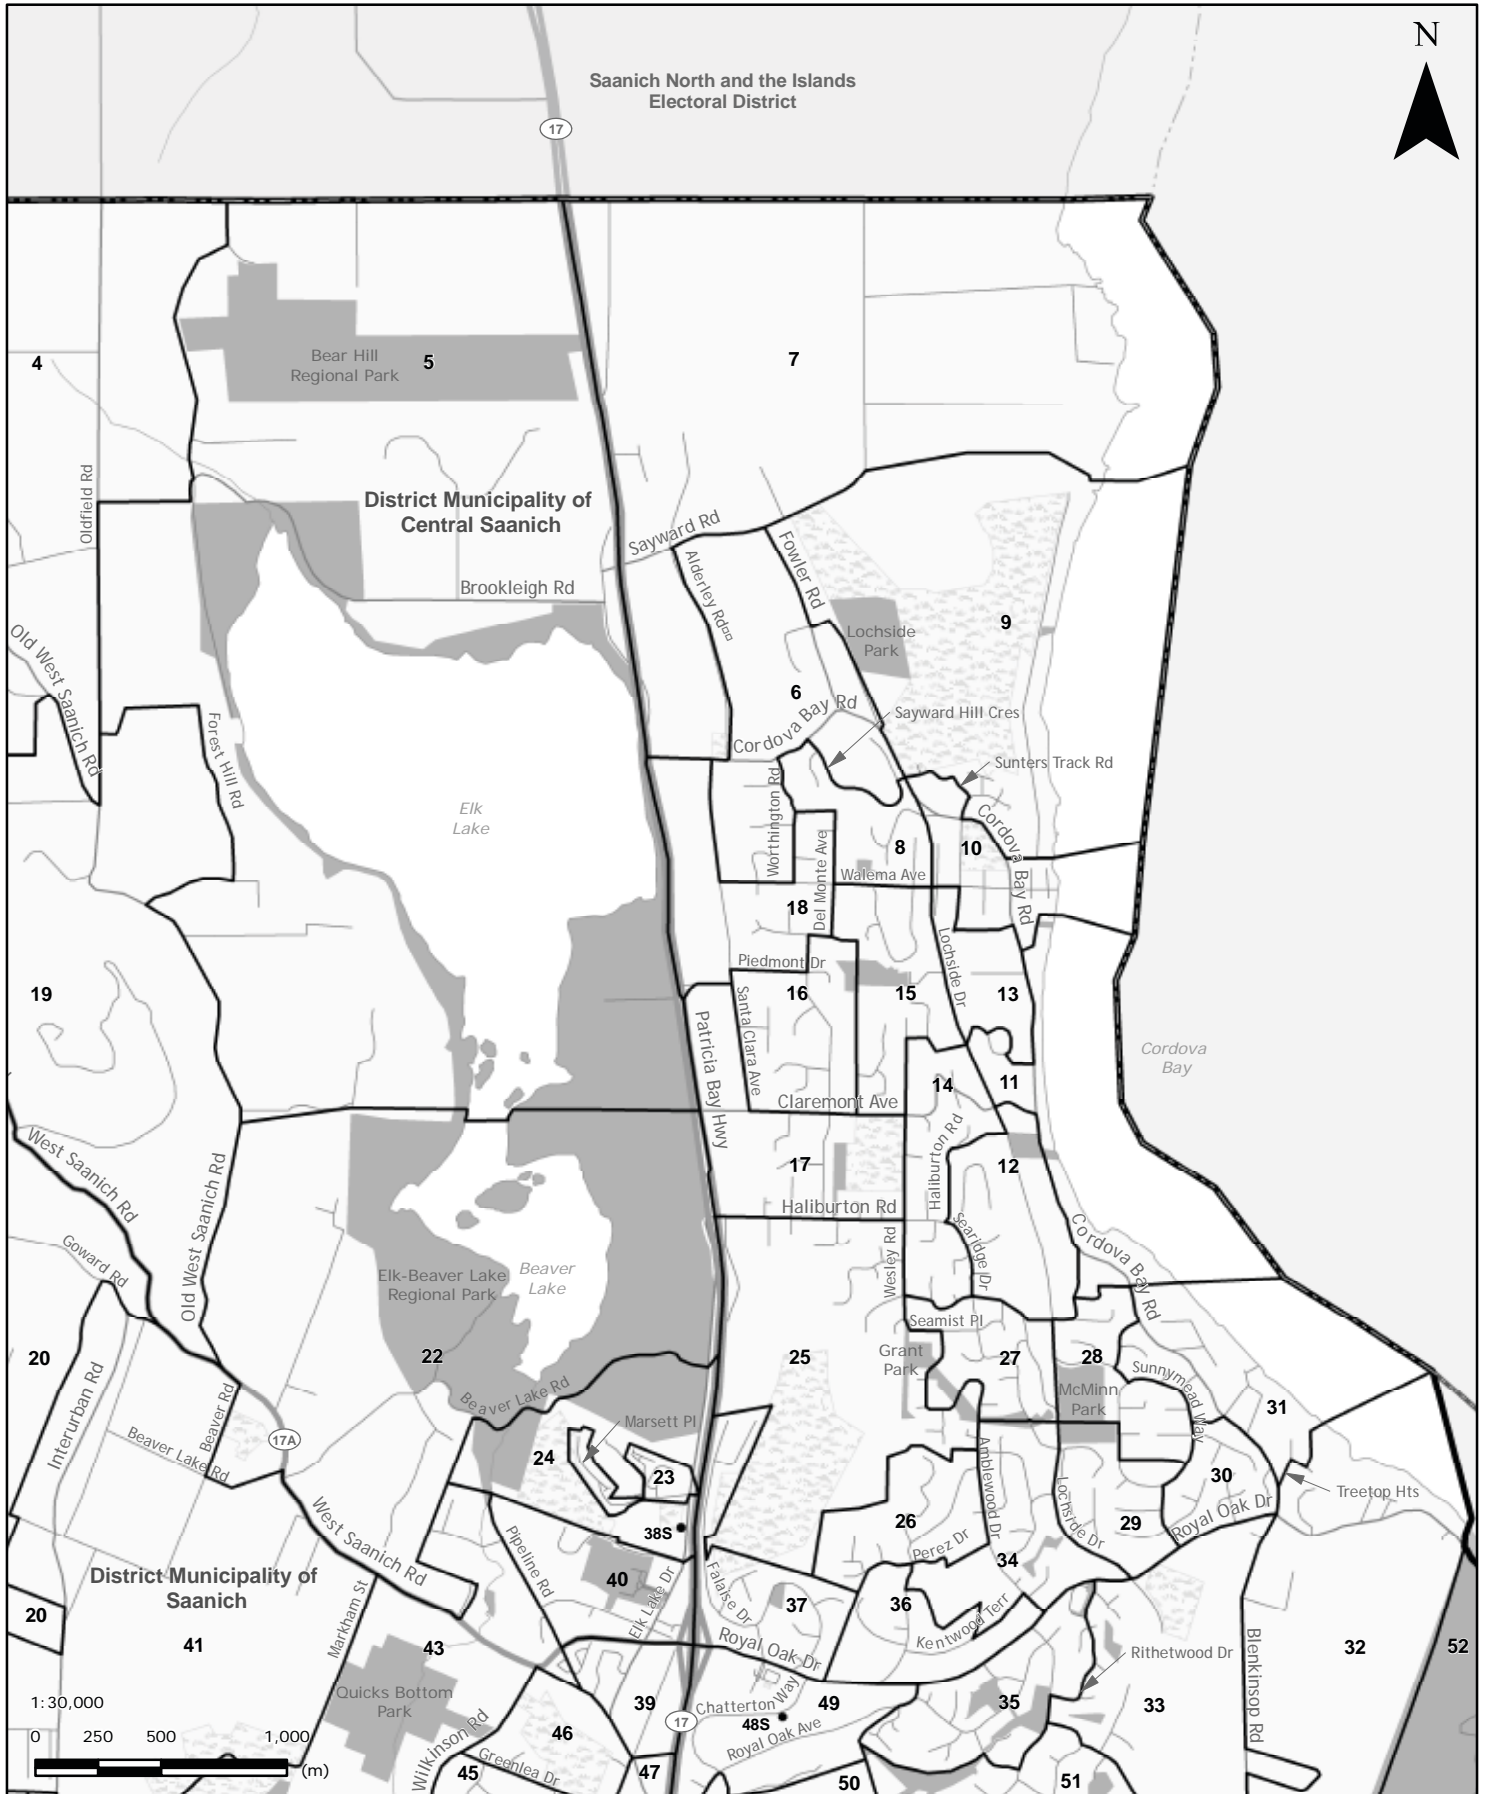 N
Saanich North and the Islands
Electoral District
17
4
Bear Hill
Regional Park
5
7
Oldfield Rd
District Municipality of
Central Saanich
Sayward Rd
Fowler Rd
Alderley Rd
Brookleigh Rd
9
Lochside
Park
Old West Saanich Rd
6
Cordova Bay Rd
Sayward Hill Cres
Forest Hill Rd
Sunters Track Rd
Worthington Rd
Elk
Lake
Cordova Bay Rd
Del Monte Ave
8
10
Walema Ave
18
Lochside Dr
Piedmont Dr
19
16
15
13
Santa Clara Ave
Patricia Bay Hwy
Cordova
Bay
14
11
Claremont Ave
West Saanich Rd
Haliburton Rd
17
12
Old West Saanich Rd
Haliburton Rd
Searidge Dr
Cordova Bay Rd
Goward Rd
Wesley Rd
Elk-Beaver Lake
Regional Park
Beaver
Lake
Seamist Pl
20
22
25
Grant
Park
27
28
Interurban Rd
Sunnymead Way
McMinn
Park
Beaver Lake Rd
Beaver Rd
31
Marsett Pl
17A
Beaver Lake Rd
24
23
Amblewood Dr
30
Treetop Hts
Lochside Dr
West Saanich Rd
38S
26
29
Royal Oak Dr
Pipeline Rd
Perez Dr
34
District Municipality of
Saanich
40
Falaise Dr
Elk Lake Dr
37
36
20
Markham St
Kentwood Terr
41
43
Royal Oak Dr
Rithetwood Dr
Blenkinsop Rd
32
52
1:30,000
Quicks Bottom
Park
39
Chatterton Way
49
35
33
0 250 500 1,000
(m)
Wilkinson Rd
46
17
48S
Royal Oak Ave
45
Greenlea Dr
47
50
51